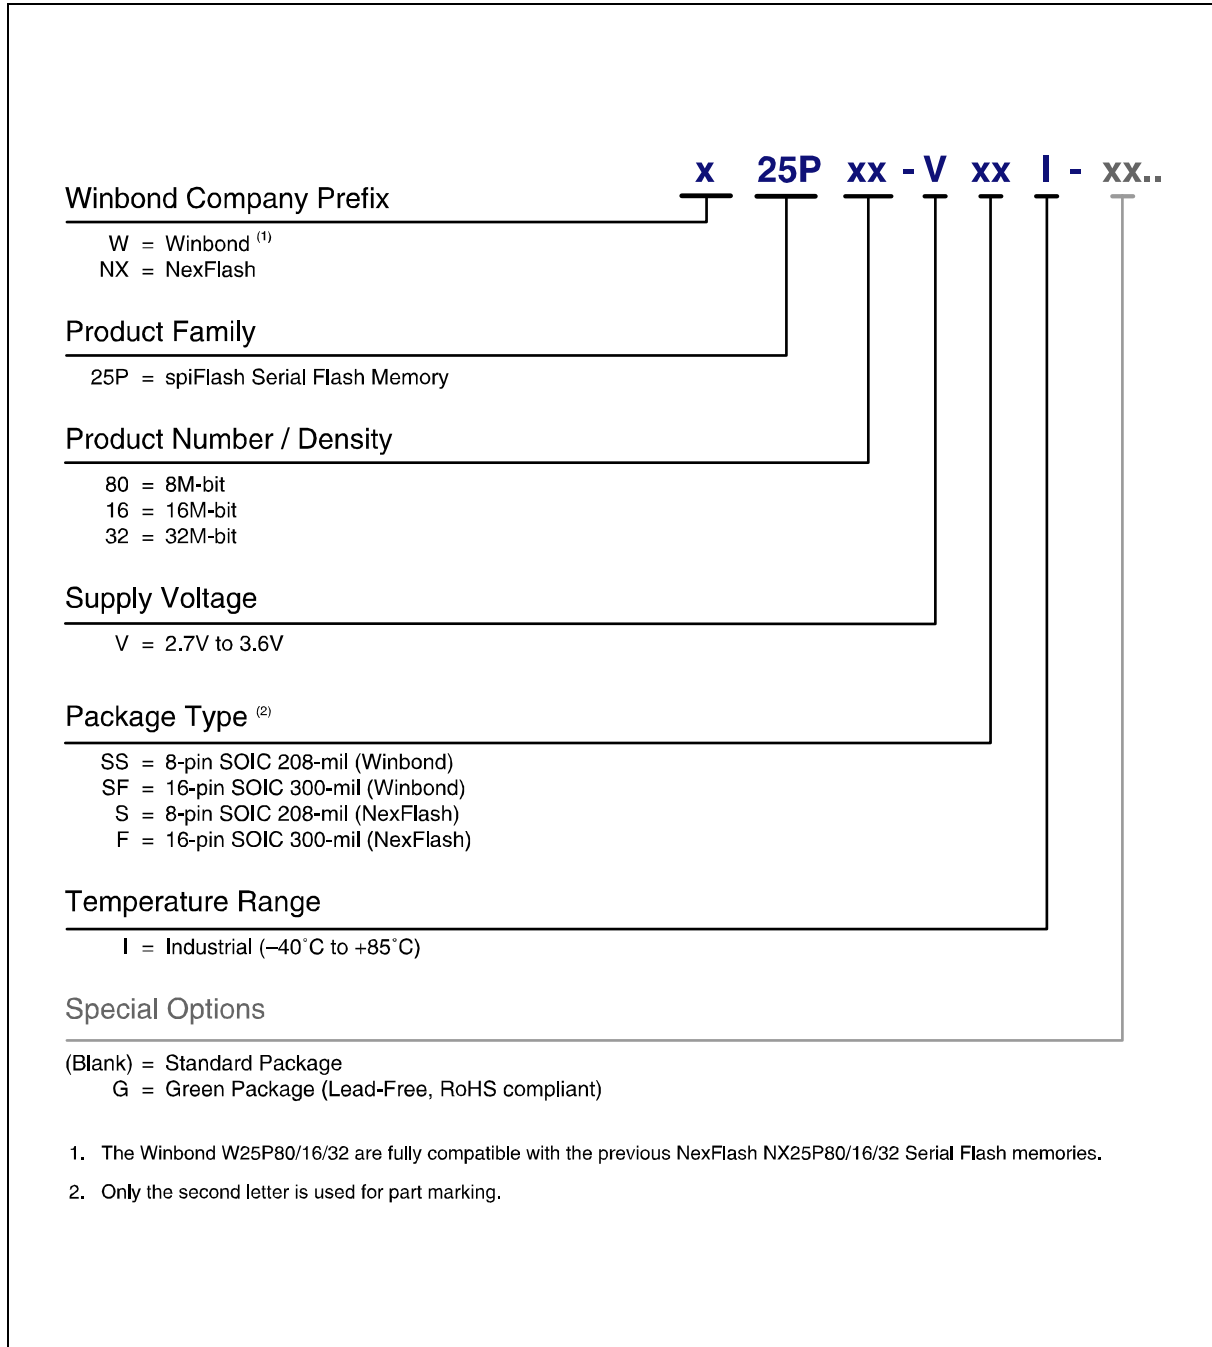 x 25P xx - V xx I - xx..
Winbond Company Prefix
W = Winbond (1)
NX = NexFlash
Product Family
25P = spiFlash Serial Flash Memory
Product Number / Density
80 = 8M-bit
16 = 16M-bit
32 = 32M-bit
Supply Voltage
V = 2.7V to 3.6V
Package Type (2)
SS = 8-pin SOIC 208-mil (Winbond)
SF = 16-pin SOIC 300-mil (Winbond)
S = 8-pin SOIC 208-mil (NexFlash)
F = 16-pin SOIC 300-mil (NexFlash)
Temperature Range
I = Industrial (–40˚C to +85˚C)
Special Options
(Blank) = Standard Package
G = Green Package (Lead-Free, RoHS compliant)
1. The Winbond W25P80/16/32 are fully compatible with the previous NexFlash NX25P80/16/32 Serial Flash memories.
2. Only the second letter is used for part marking.